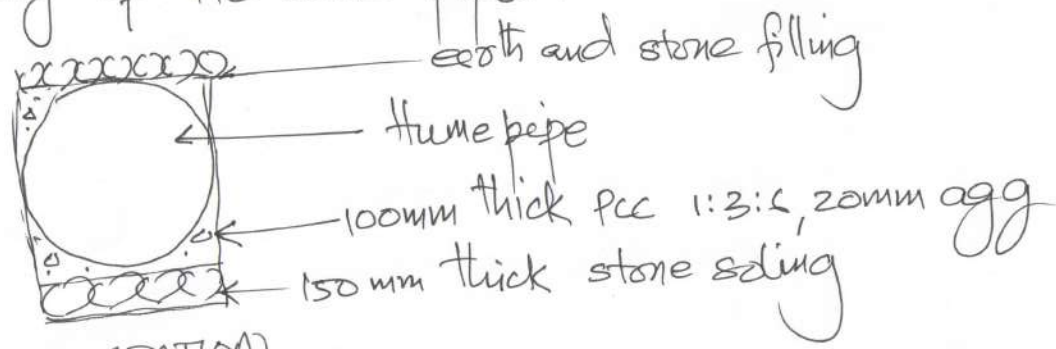 earth and stone filling
Hume pipe
100mm thick PCC 1:3:6, 20mm agg
150 mm thick stone soling